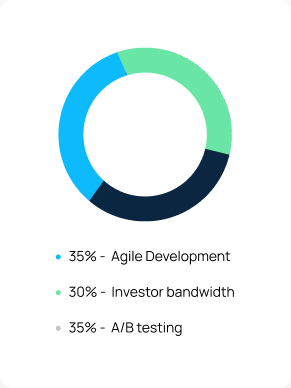 35% - Agile Development
30% - Investor bandwidth
35% - A/B testing